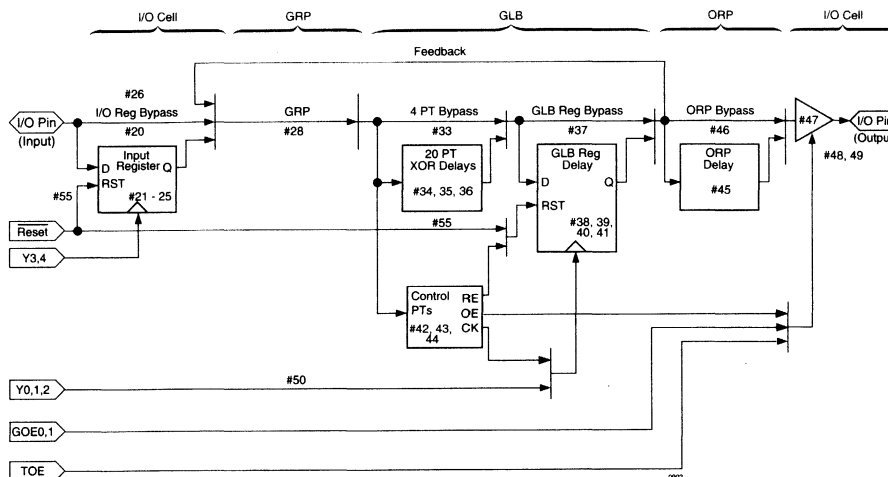 I/O Cell
GRP
GLB
ORP
I/O Cell
Feedback
#26
I/O Pin
(Input)
I/O Reg Bypass
#20
GRP
#28
4 PT Bypass
#33
GLB Reg Bypass
#37
ORP Bypass
#46
#47
I/O Pin
(Output
#48, 49
Input
Register
D
Q
RST
#21 - 25
#55
20 PT
XOR Delays
#34, 35, 36
GLB Reg
Delay
D
Q
RST
#38, 39,
40, 41
ORP
Delay
#45
Reset
#55
Y3,4
Control
PTs
RE
OE
CK
#42, 43,
44
Y0,1,2
#50
GOE0,1
TOE
0902